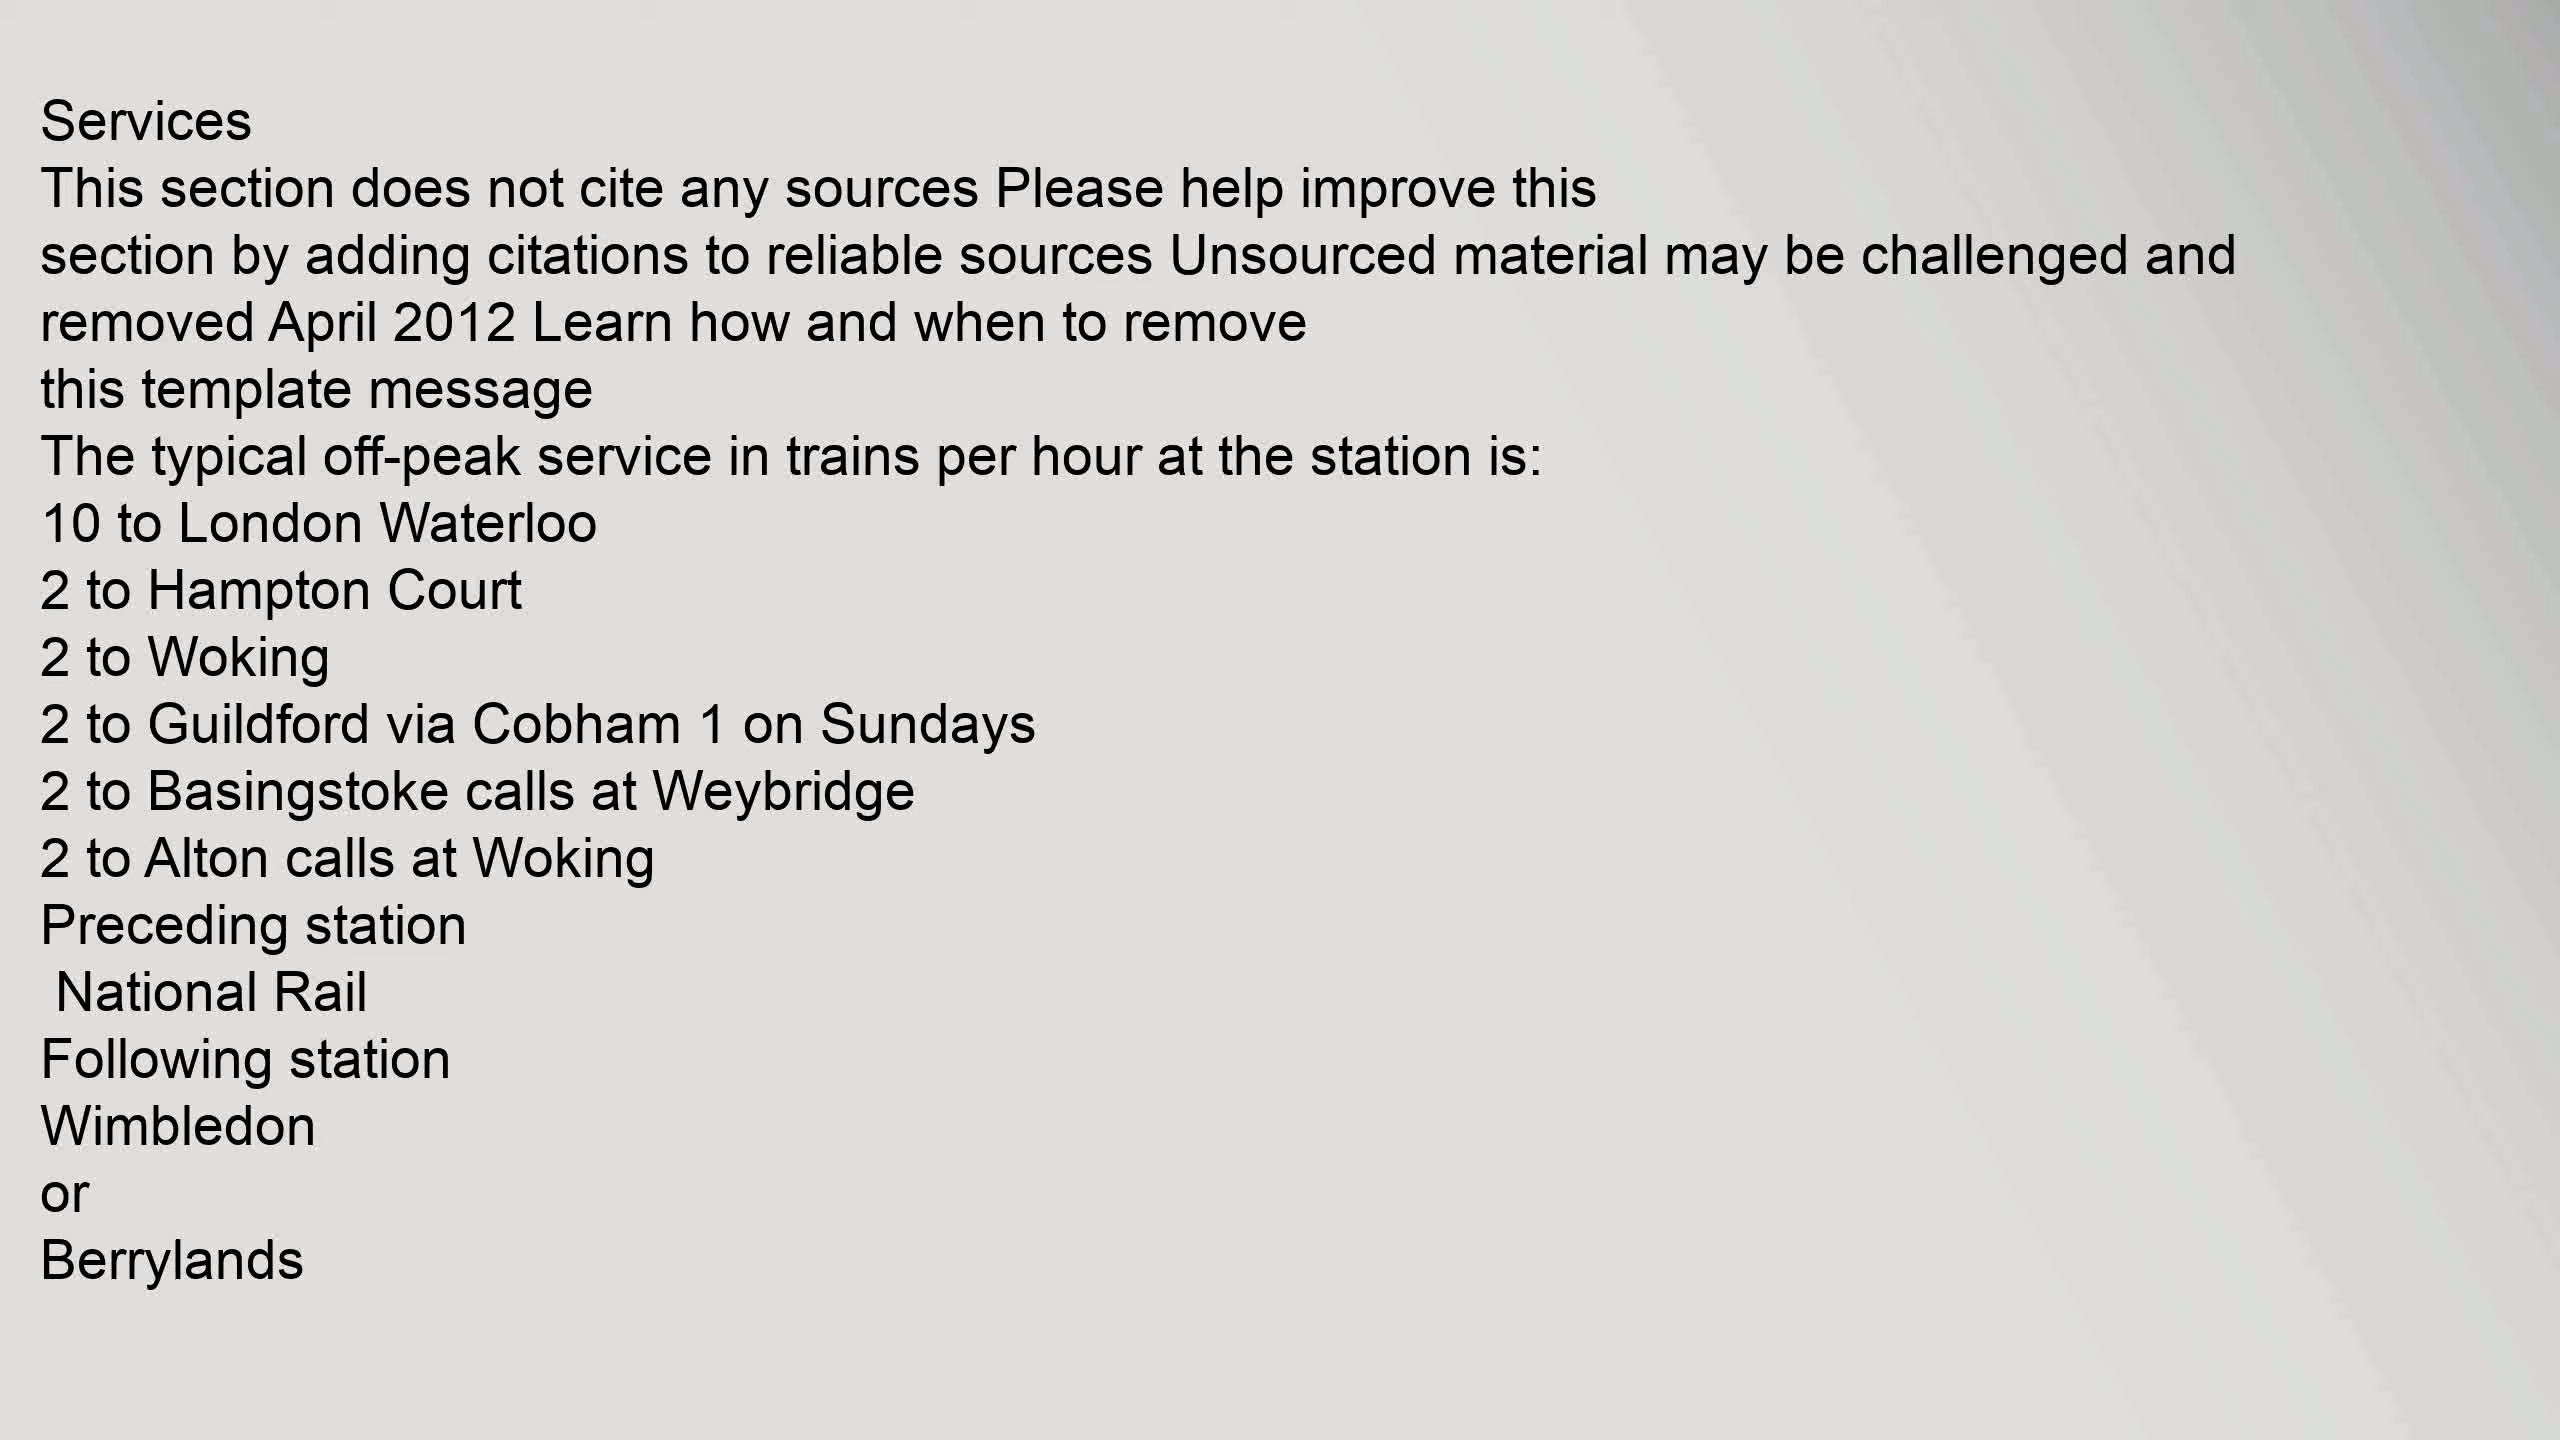 Services
This section does not cite any sources Please help improve this
section by adding citations to reliable sources Unsourced material may be challenged and
removed April 2012 Learn how and when to remove
this template message
The typical off-peak service in trains per hour at the station is:
10 to London Waterloo
2 to Hampton Court
2 to Woking
2 to Guildford via Cobham 1 on Sundays
2 to Basingstoke calls at Weybridge
2 to Alton calls at Woking
Preceding station
National Rail
Following station
Wimbledon
or
Berrylands